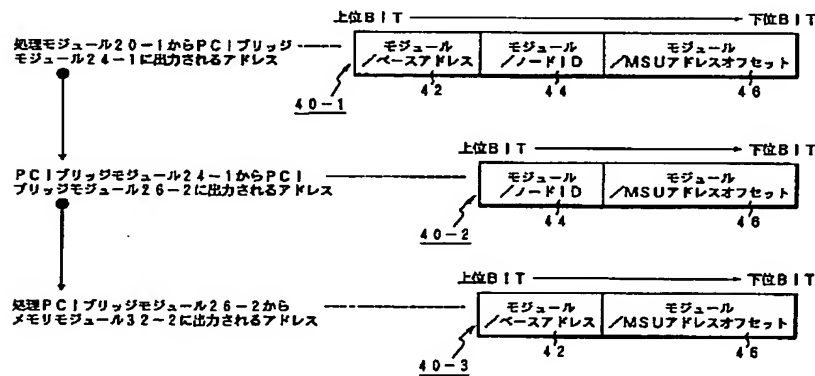 上位BIT 下位BIT
処理モジュール20-1からPCIブリッジ
モジュール24-1に出力されるアドレス
モジュール
/ベースアドレス
モジュール
/ノードID
モジュール
/MSUアドレスオフセット
42 44 46
40-1
上位BIT 下位BIT
PCIブリッジモジュール24-1からPCI
ブリッジモジュール26-2に出力されるアドレス
モジュール
/ノードID
モジュール
/MSUアドレスオフセット
44 46
40-2
上位BIT 下位BIT
処理PCIブリッジモジュール26-2から
メモリモジュール32-2に出力されるアドレス
モジュール
/ベースアドレス
モジュール
/MSUアドレスオフセット
42 46
40-3